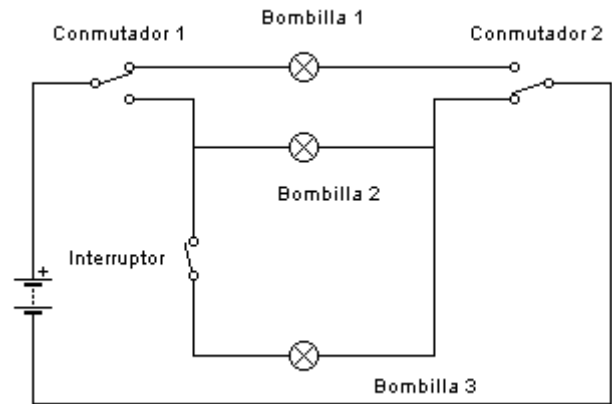 Bombilla 1
Conmutador 1
Conmutador 2
Bombilla 2
Interruptor
+
Bombilla 3